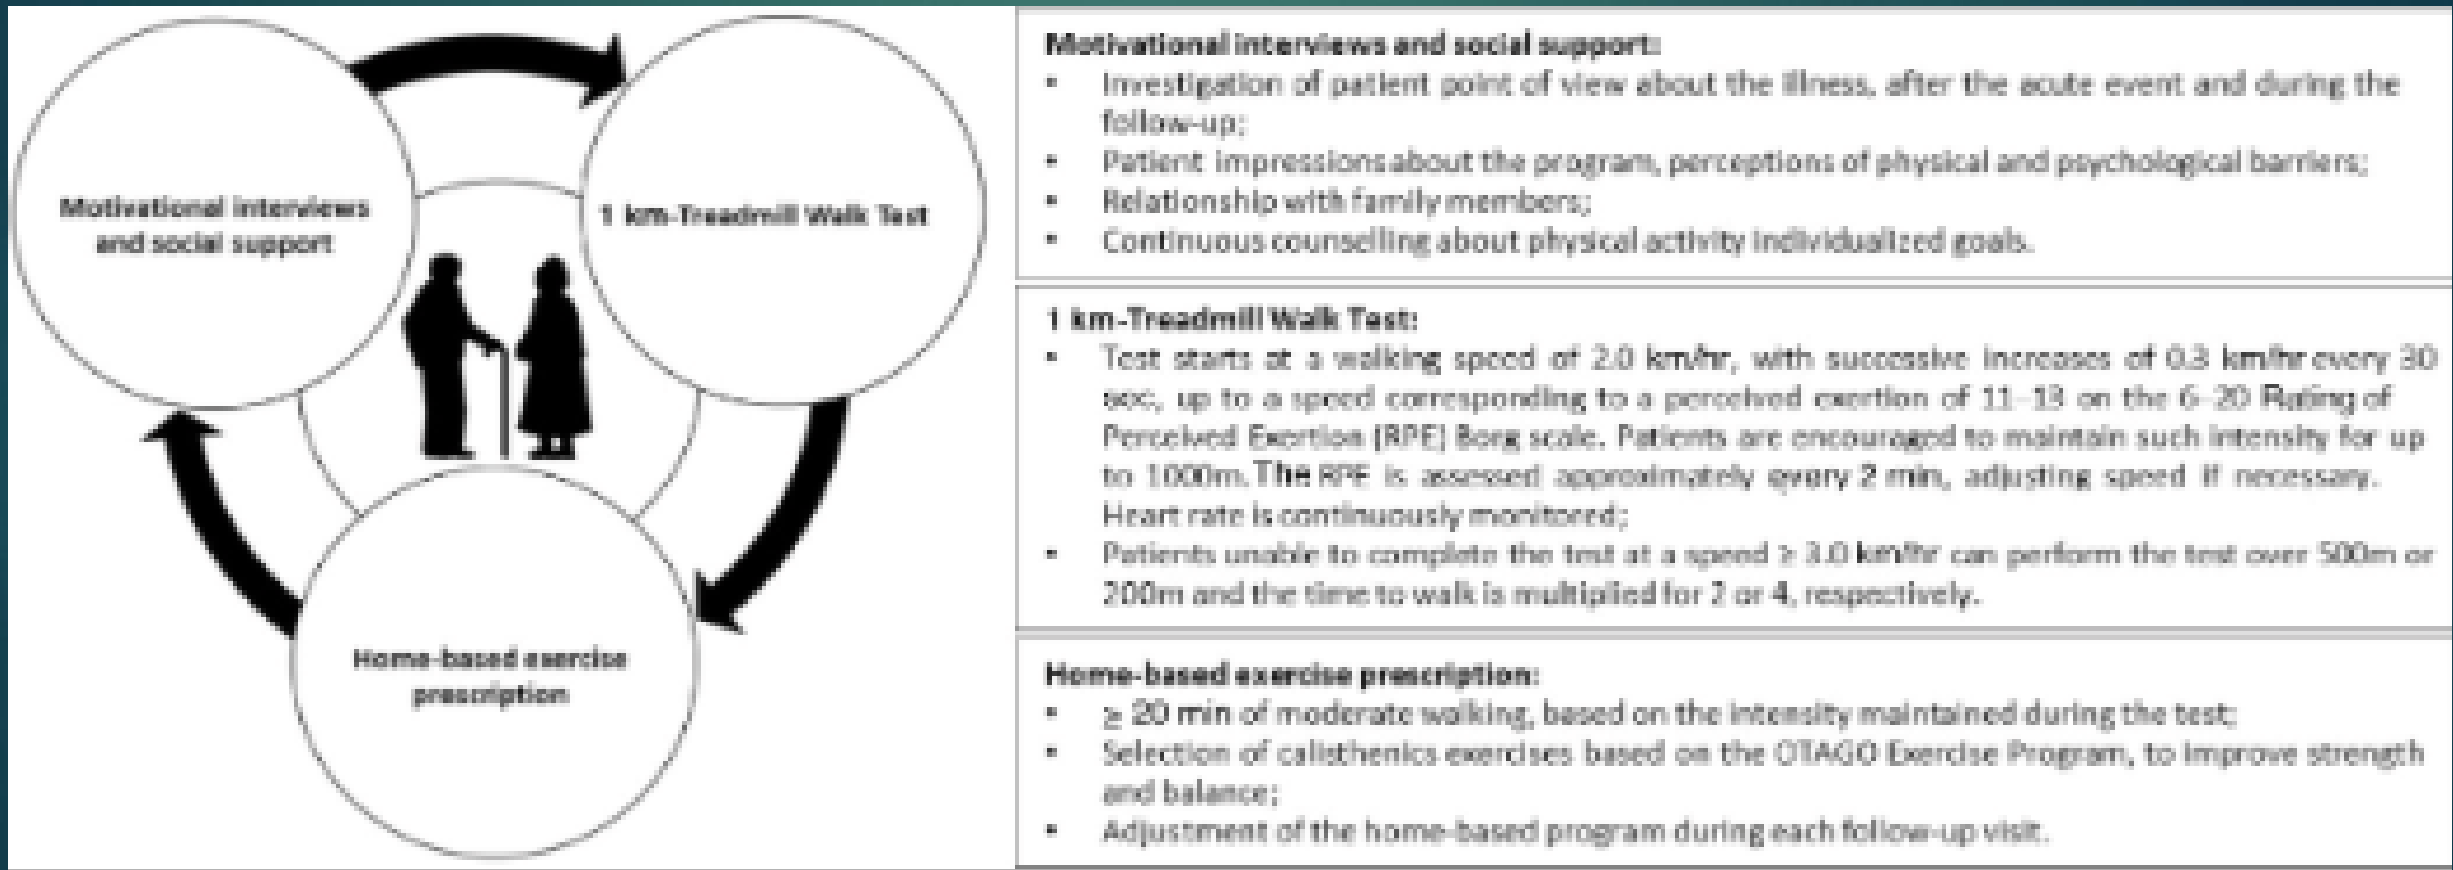 Motivational interviews
and social support
1 km-Treadmill Walk Test
Home-based exercise
prescription
Motivational interviews and social support:
• Investigation of patient point of view about the illness, after the acute event and during the
follow-up;
• Patient impressions about the program, perceptions of physical and psychological barriers;
• Relationship with family members;
• Continuous counselling about physical activity individualized goals.
1 km-Treadmill Walk Test:
• Test starts at a walking speed of 2.0 km/hr, with successive increases of 0.3 km/hr every 30
sec, up to a speed corresponding to a perceived exertion of 11–13 on the 6–20 Rating of
Perceived Exertion (RPE) Borg scale. Patients are encouraged to maintain such intensity for up
to 1000m. The RPE is assessed approximately every 2 min, adjusting speed if necessary.
Heart rate is continuously monitored;
• Patients unable to complete the test at a speed ≥ 3.0 km/hr can perform the test over 500m or
200m and the time to walk is multiplied for 2 or 4, respectively.
Home-based exercise prescription:
• ≥ 20 min of moderate walking, based on the intensity maintained during the test;
• Selection of calisthenics exercises based on the OTAGO Exercise Program, to improve strength
and balance;
• Adjustment of the home-based program during each follow-up visit.